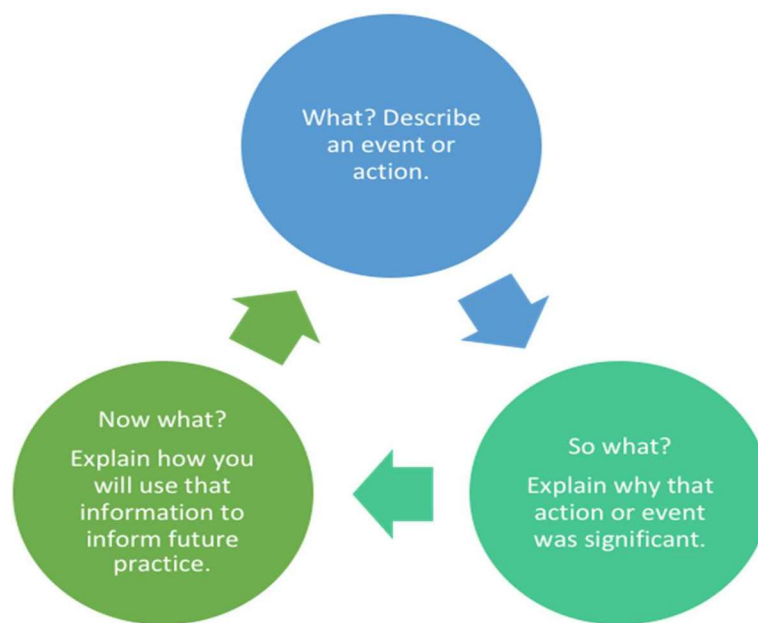 What? Describe
an event or
action.
So what?
Explain why that
action or event
was significant.
Now what?
Explain how you
will use that
information to
inform future
practice.